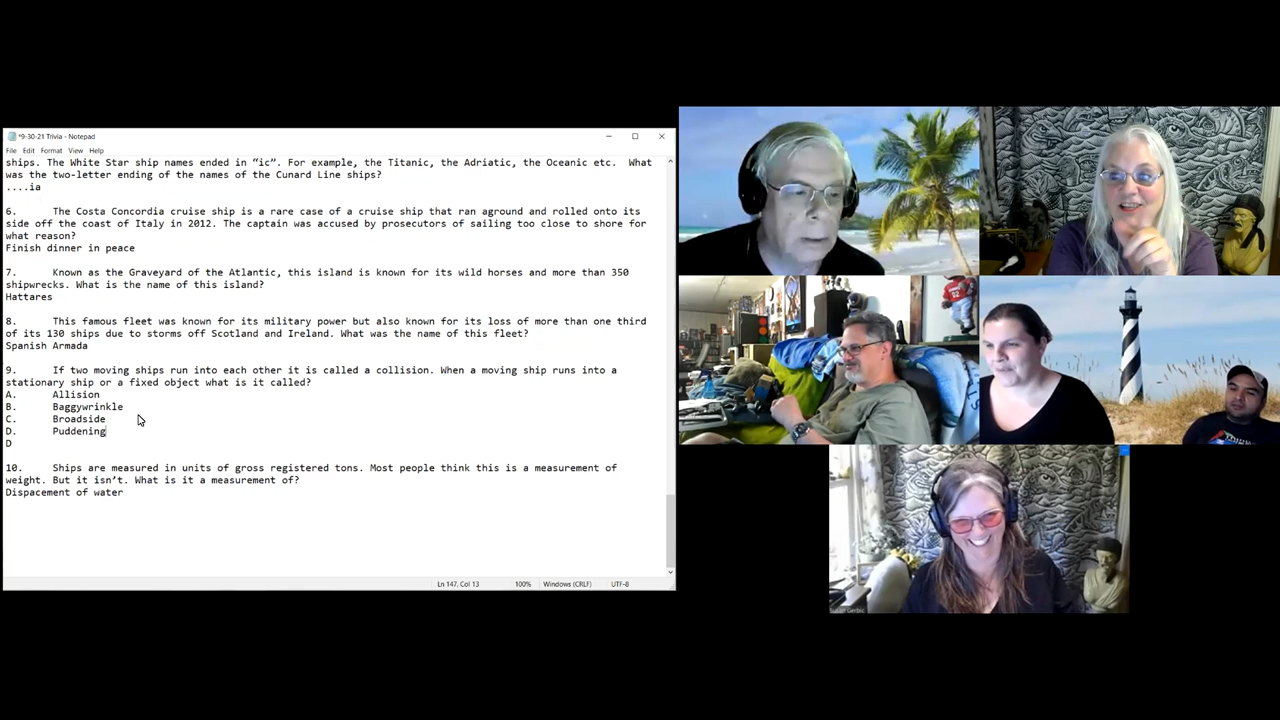 *9-30-21 Trivia - Notepad
File Edit Format View Help
ships. The White Star ship names ended in “ic”. For example, the Titanic, the Adriatic, the Oceanic etc. What
was the two-letter ending of the names of the Cunard Line ships?
....ia
6. The Costa Concordia cruise ship is a rare case of a cruise ship that ran aground and rolled onto its
side off the coast of Italy in 2012. The captain was accused by prosecutors of sailing too close to shore for
what reason?
Finish dinner in peace
7. Known as the Graveyard of the Atlantic, this island is known for its wild horses and more than 350
shipwrecks. What is the name of this island?
Hattares
8. This famous fleet was known for its military power but also known for its loss of more than one third
of its 130 ships due to storms off Scotland and Ireland. What was the name of this fleet?
Spanish Armada
9. If two moving ships run into each other it is called a collision. When a moving ship runs into a
stationary ship or a fixed object what is it called?
A. Allision
B. Baggywrinkle
C. Broadside
D. Puddening
D
10. Ships are measured in units of gross registered tons. Most people think this is a measurement of
weight. But it isn’t. What is it a measurement of?
Dispacement of water
Ln 147, Col 13 100% Windows (CRLF) UTF-8
Gerbic